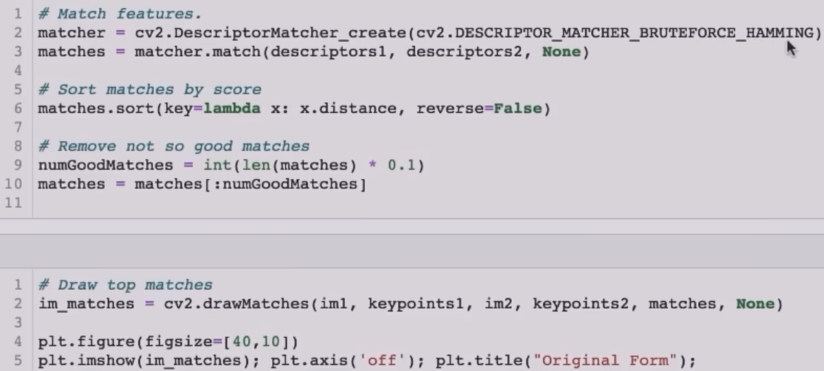 1 # Match features.
2 matcher = cv2.DescriptorMatcher_create(cv2.DESCRIPTOR_MATCHER_BRUTEFORCE_HAMMING)
3 matches = matcher.match(descriptors1, descriptors2, None)
4
5 # Sort matches by score
6 matches.sort(key=lambda x: x.distance, reverse=False)
7
8 # Remove not so good matches
9 numGoodMatches = int(len(matches) * 0.1)
10 matches = matches[:numGoodMatches]
11
1 # Draw top matches
2 im_matches = cv2.drawMatches(im1, keypoints1, im2, keypoints2, matches, None)
3
4 plt.figure(figsize=[40,10])
5 plt.imshow(im_matches); plt.axis('off'); plt.title("Original Form");